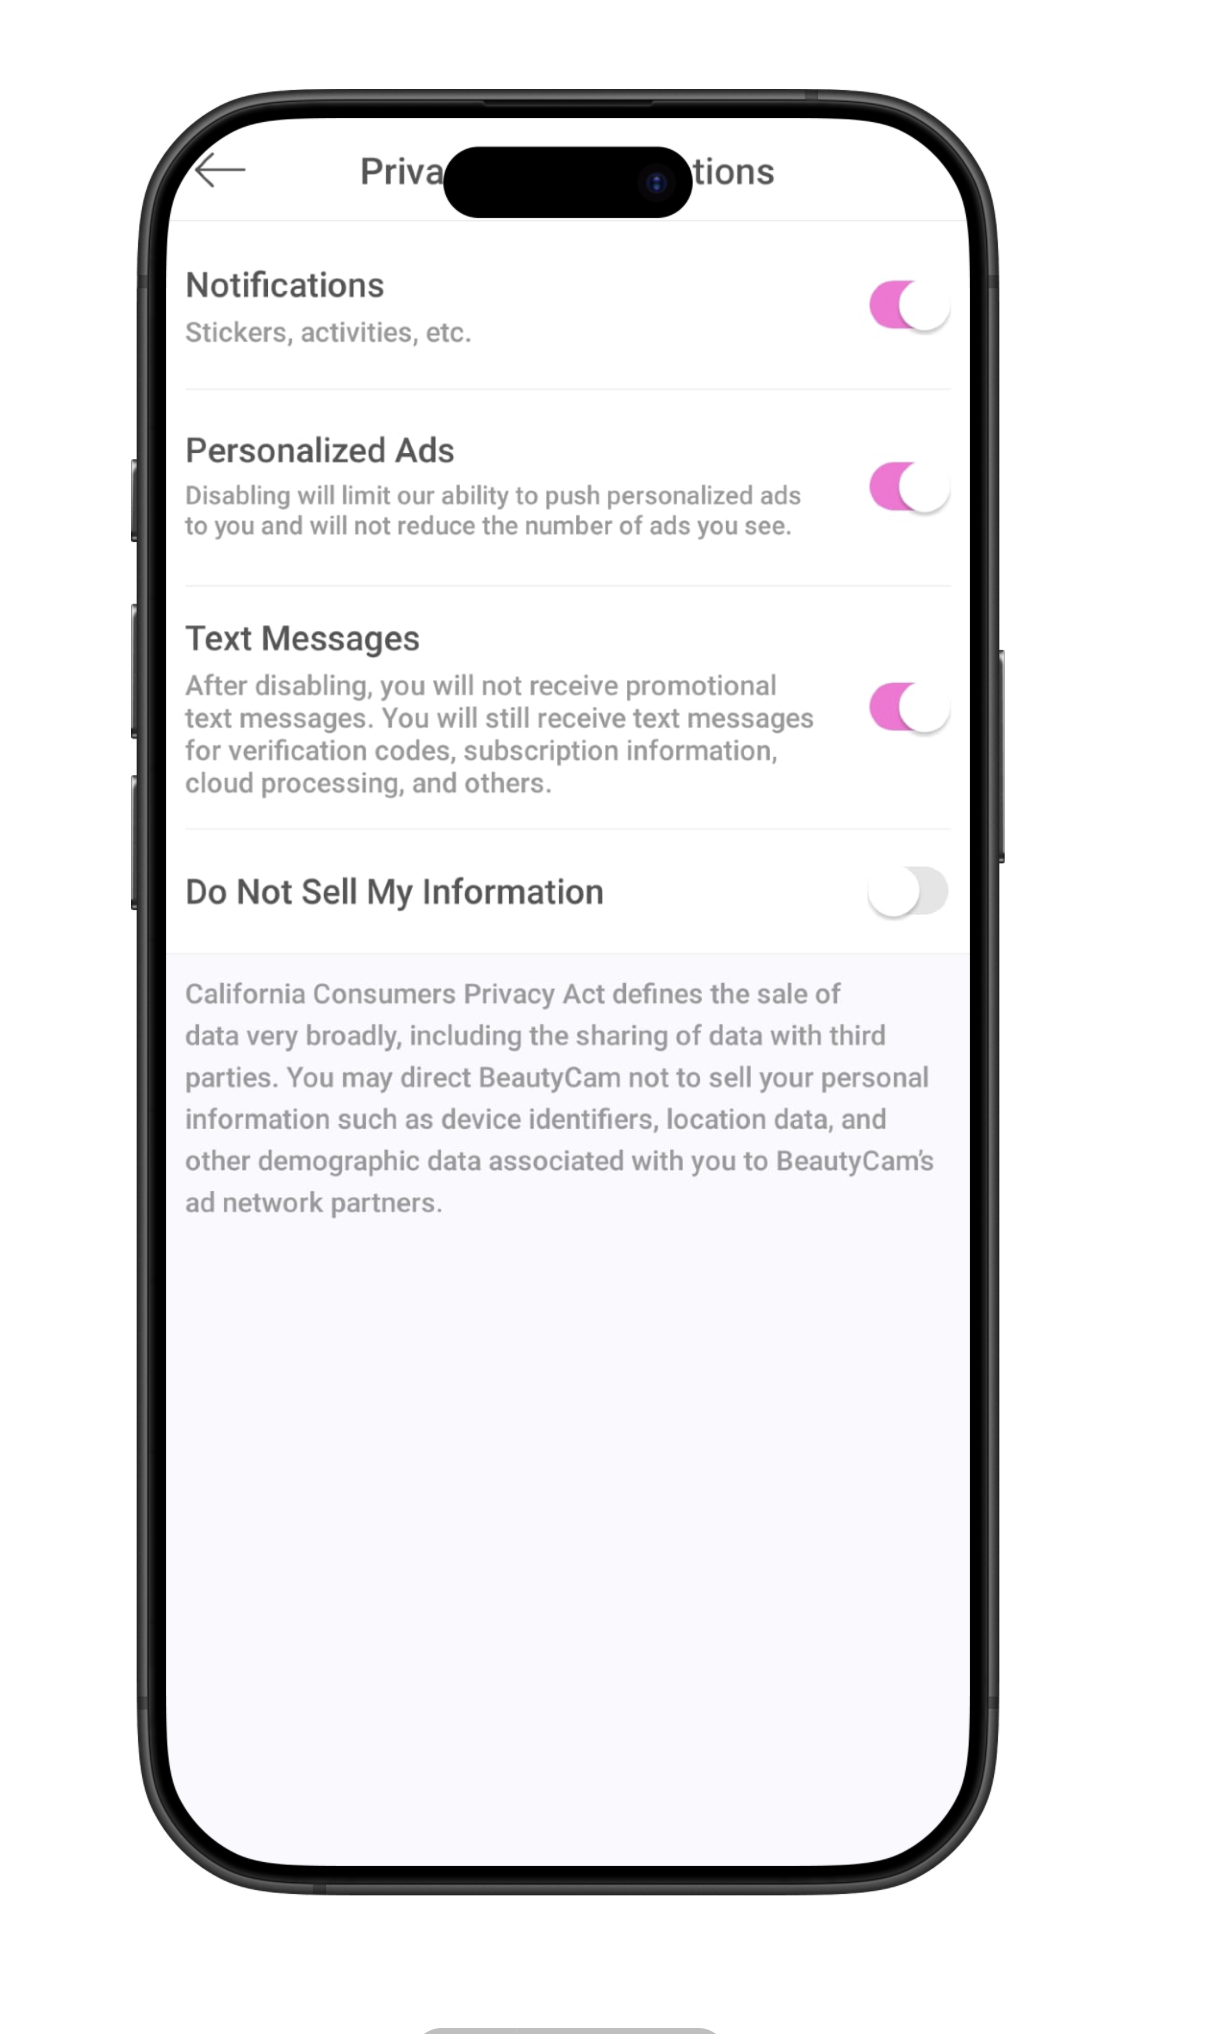 Priva tions
Notifications
Stickers, activities, etc.
Personalized Ads
Disabling will limit our ability to push personalized ads
to you and will not reduce the number of ads you see.
Text Messages
After disabling, you will not receive promotional
text messages. You will still receive text messages
for verification codes, subscription information,
cloud processing, and others.
Do Not Sell My Information
California Consumers Privacy Act defines the sale of
data very broadly, including the sharing of data with third
parties. You may direct BeautyCam not to sell your personal
information such as device identifiers, location data, and
other demographic data associated with you to BeautyCam’s
ad network partners.